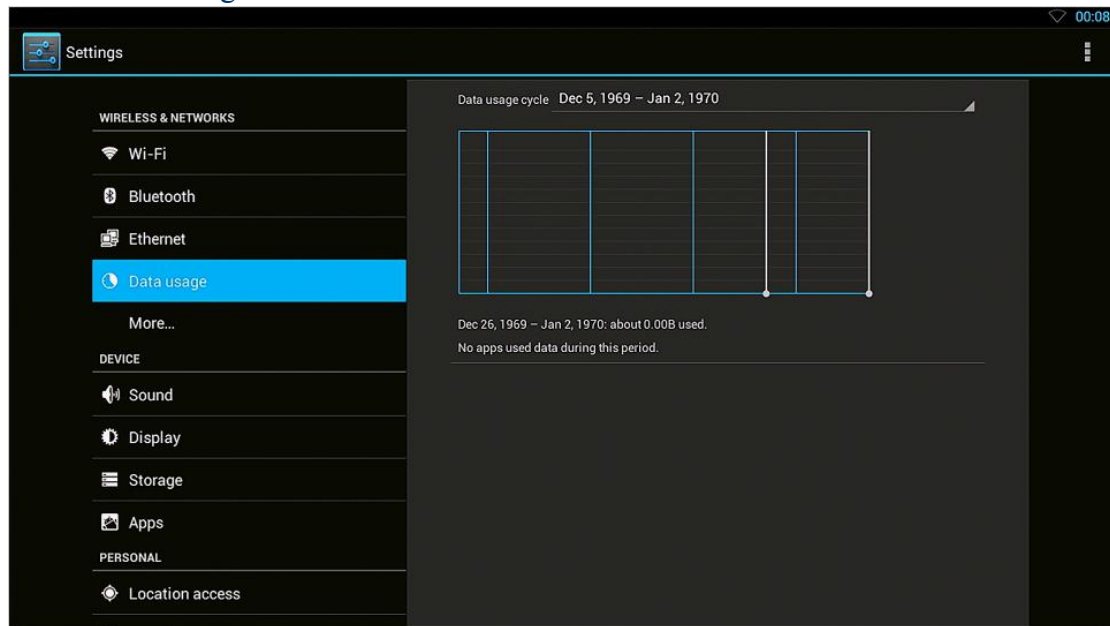 00:08
Settings
WIRELESS & NETWORKS
Wi-Fi
Bluetooth
Ethernet
Data usage
More...
DEVICE
Sound
Display
Storage
Apps
PERSONAL
Location access
Data usage cycle Dec 5, 1969 – Jan 2, 1970
Dec 26, 1969 – Jan 2, 1970: about 0.00B used.
No apps used data during this period.